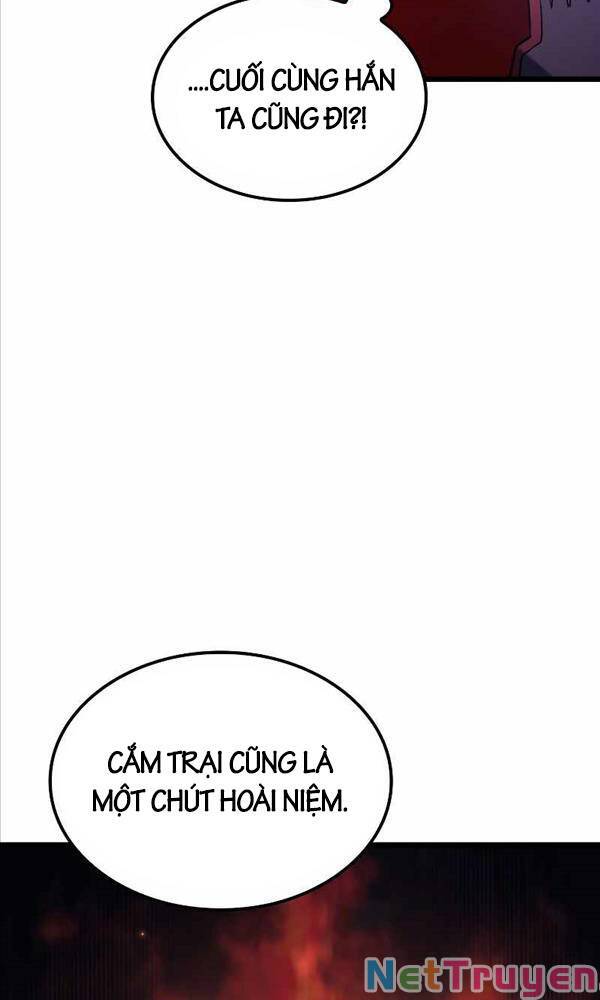 ....CUỐI CÙNG HẮN
TA CŨNG ĐI?!
CẮM TRẠI CŨNG LÀ
MỘT CHÚT HOÀI NIỆM.
NetTruyen